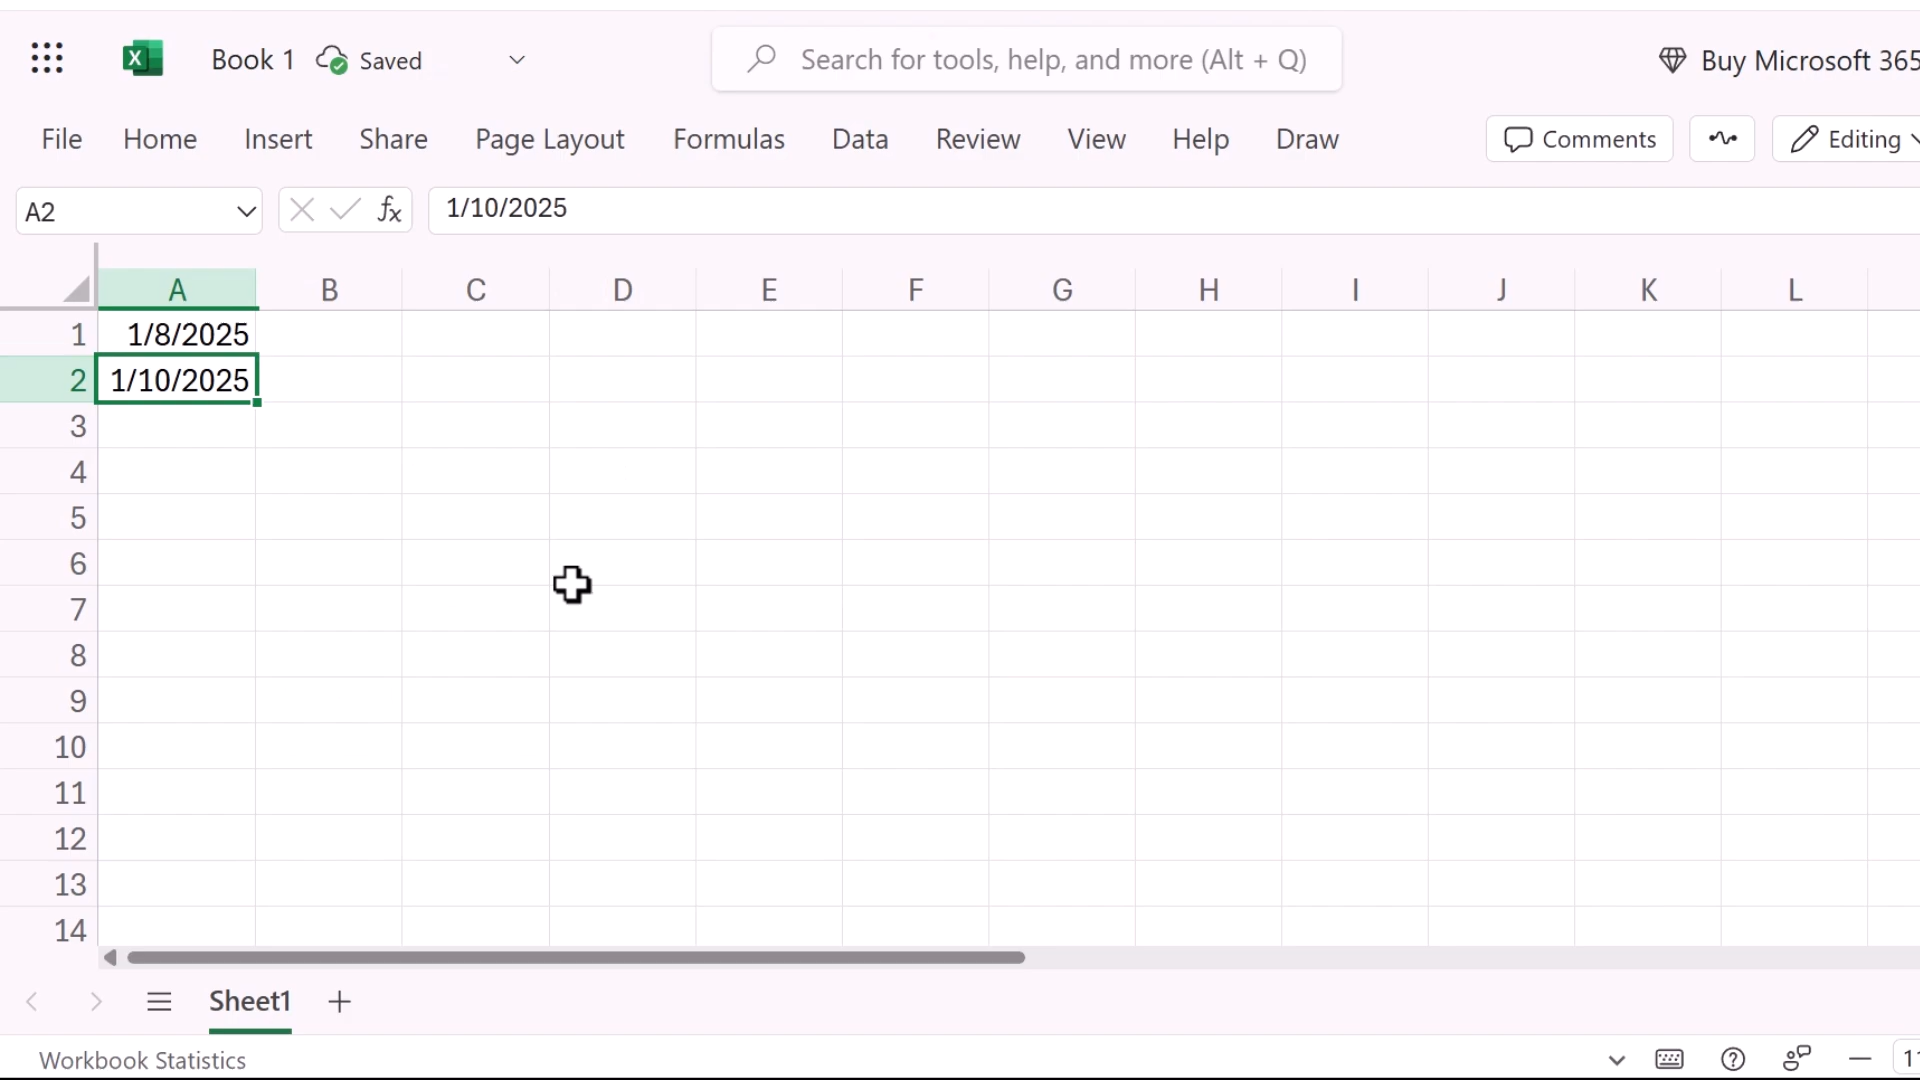 Book 1 Saved Search for tools, help, and more (Alt + Q) Buy Microsoft 365
File Home Insert Share Page Layout Formulas Data Review View Help Draw Comments Editing
A2 fx 1/10/2025
A B C D E F G H I J K L
1 1/8/2025
2 1/10/2025
3
4
5
6
7
8
9
10
11
12
13
14
Sheet1
Workbook Statistics